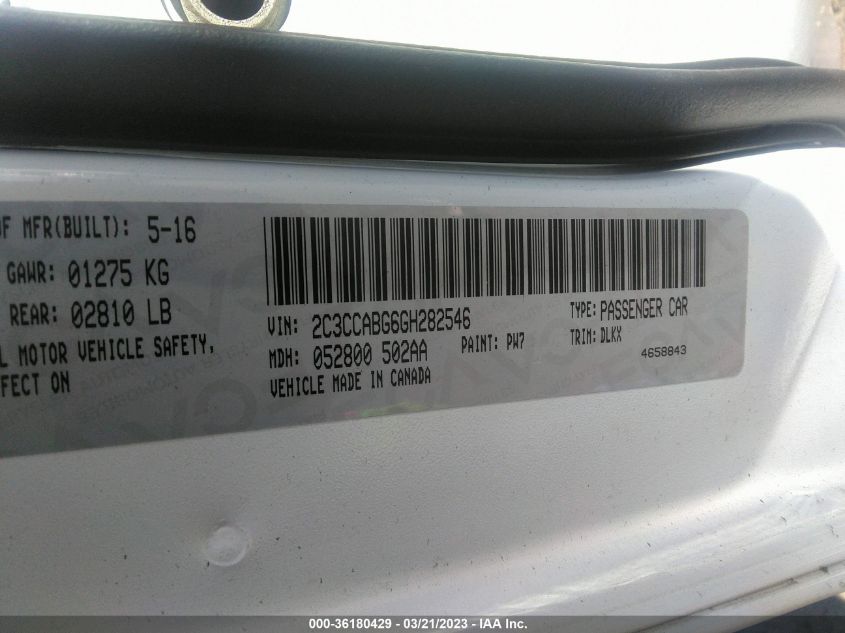 OF MFR(BUILT): 5-16
GAWR: 01275 KG
REAR: 02810 LB
MOTOR VEHICLE SAFETY,
ON
VIN: 2C3CCABG6GH282546
TYPE: PASSENGER CAR
MDH: 052800 502AA
PAINT: PW7
TRIM: DLKX
VEHICLE MADE IN CANADA
4658843
000-36180429 - 03/21/2023 - IAA Inc.